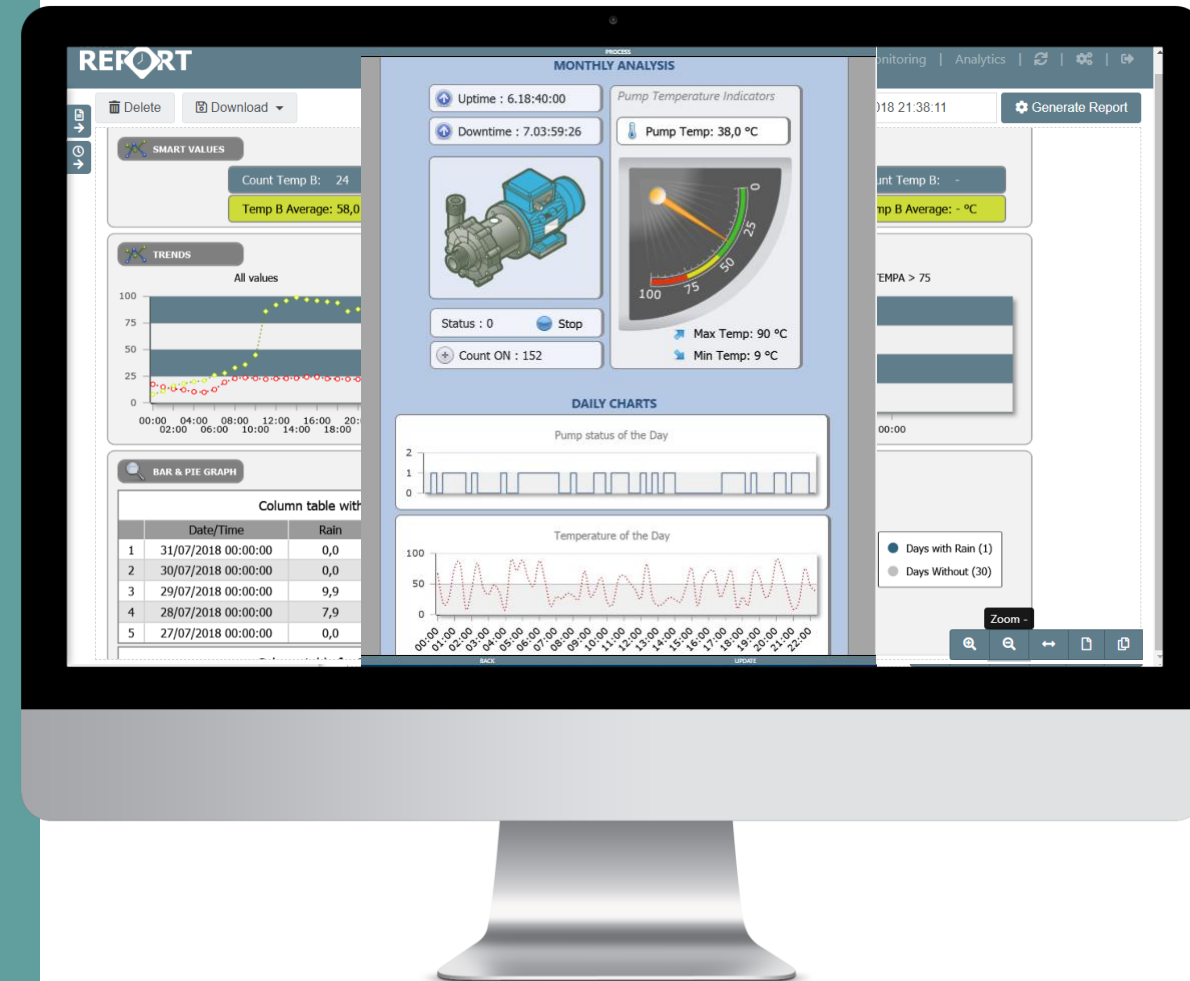 REPORT
PROCESS
onitoring | Analytics |
Delete
Download
018 21:38:11
Generate Report
SMART VALUES
Count Temp B: 24
Temp B Average: 58,0
unt Temp B: -
mp B Average: - °C
TRENDS
All values
100
75
50
25
0
00:00 04:00 08:00 12:00 16:00 20:
02:00 06:00 10:00 14:00 18:00
EMPA > 75
00:00
BAR & PIE GRAPH
Column table with
Date/Time Rain
1 31/07/2018 00:00:00 0,0
2 30/07/2018 00:00:00 0,0
3 29/07/2018 00:00:00 9,9
4 28/07/2018 00:00:00 7,9
5 27/07/2018 00:00:00 0,0
MONTHLY ANALYSIS
Uptime : 6.18:40:00
Downtime : 7.03:59:26
Status : 0 Stop
Count ON : 152
Pump Temperature Indicators
Pump Temp: 38,0 °C
0
25
50
75
100
Max Temp: 90 °C
Min Temp: 9 °C
DAILY CHARTS
Pump status of the Day
2
1
0
Temperature of the Day
100
50
0
00:00 01:00 02:00 03:00 04:00 05:00 06:00 07:00 08:00 09:00 10:00 11:00 12:00 13:00 14:00 15:00 16:00 17:00 18:00 19:00 20:00 21:00 22:00
BACK
UPDATE
Days with Rain (1)
Days Without (30)
Zoom -